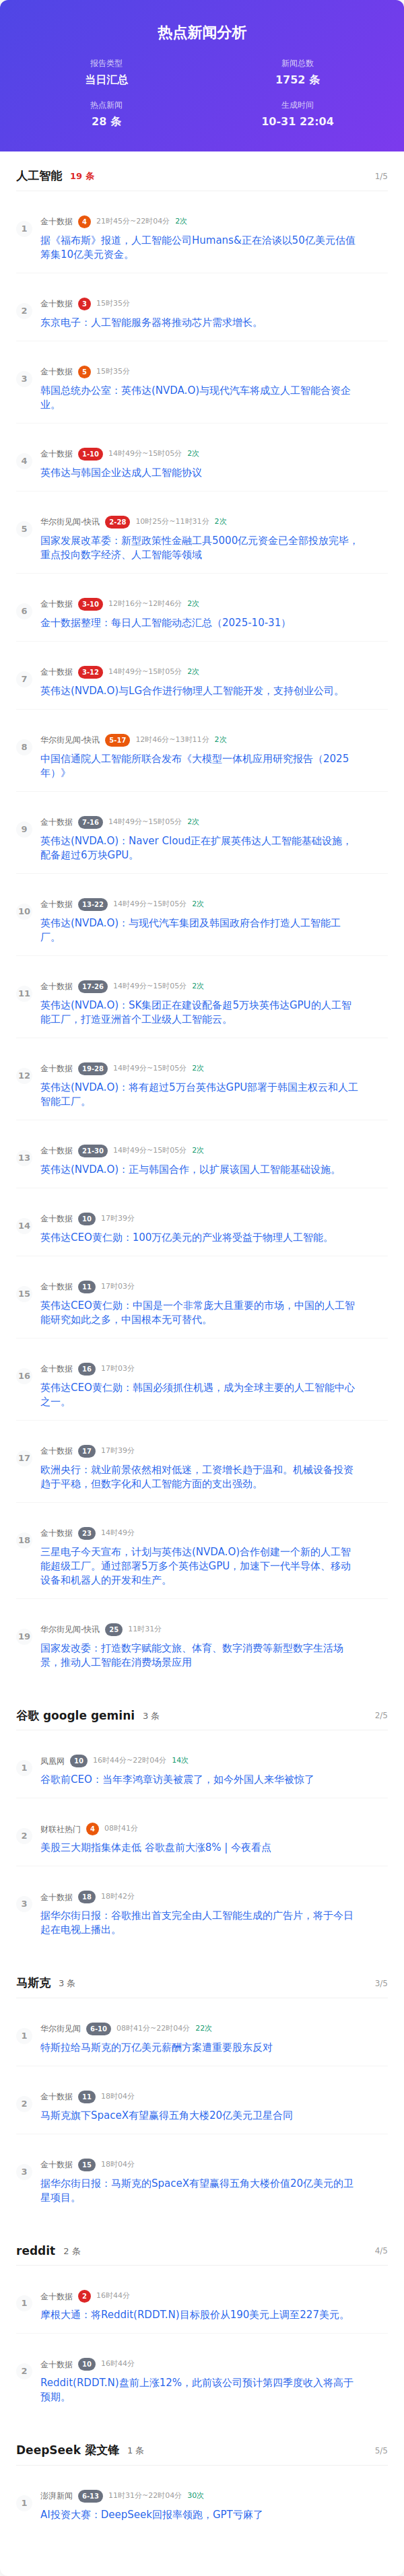 热点新闻分析
报告类型
新闻总数
当日汇总
1752 条
热点新闻
生成时间
28 条
10-31 22:04
人工智能 19 条 1/5
1
金十数据 4 21时45分~22时04分 2次
据《福布斯》报道，人工智能公司Humans&正在洽谈以50亿美元估值
筹集10亿美元资金。
2
金十数据 3 15时35分
东京电子：人工智能服务器将推动芯片需求增长。
3
金十数据 5 15时35分
韩国总统办公室：英伟达(NVDA.O)与现代汽车将成立人工智能合资企
业。
4
金十数据 1-10 14时49分~15时05分 2次
英伟达与韩国企业达成人工智能协议
5
华尔街见闻-快讯 2-28 10时25分~11时31分 2次
国家发展改革委：新型政策性金融工具5000亿元资金已全部投放完毕，
重点投向数字经济、人工智能等领域
6
金十数据 3-10 12时16分~12时46分 2次
金十数据整理：每日人工智能动态汇总（2025-10-31）
7
金十数据 3-12 14时49分~15时05分 2次
英伟达(NVDA.O)与LG合作进行物理人工智能开发，支持创业公司。
8
华尔街见闻-快讯 5-17 12时46分~13时11分 2次
中国信通院人工智能所联合发布《大模型一体机应用研究报告（2025
年）》
9
金十数据 7-16 14时49分~15时05分 2次
英伟达(NVDA.O)：Naver Cloud正在扩展英伟达人工智能基础设施，
配备超过6万块GPU。
10
金十数据 13-22 14时49分~15时05分 2次
英伟达(NVDA.O)：与现代汽车集团及韩国政府合作打造人工智能工
厂。
11
金十数据 17-26 14时49分~15时05分 2次
英伟达(NVDA.O)：SK集团正在建设配备超5万块英伟达GPU的人工智
能工厂，打造亚洲首个工业级人工智能云。
12
金十数据 19-28 14时49分~15时05分 2次
英伟达(NVDA.O)：将有超过5万台英伟达GPU部署于韩国主权云和人工
智能工厂。
13
金十数据 21-30 14时49分~15时05分 2次
英伟达(NVDA.O)：正与韩国合作，以扩展该国人工智能基础设施。
14
金十数据 10 17时39分
英伟达CEO黄仁勋：100万亿美元的产业将受益于物理人工智能。
15
金十数据 11 17时03分
英伟达CEO黄仁勋：中国是一个非常庞大且重要的市场，中国的人工智
能研究如此之多，中国根本无可替代。
16
金十数据 16 17时03分
英伟达CEO黄仁勋：韩国必须抓住机遇，成为全球主要的人工智能中心
之一。
17
金十数据 17 17时39分
欧洲央行：就业前景依然相对低迷，工资增长趋于温和。机械设备投资
趋于平稳，但数字化和人工智能方面的支出强劲。
18
金十数据 23 14时49分
三星电子今天宣布，计划与英伟达(NVDA.O)合作创建一个新的人工智
能超级工厂。通过部署5万多个英伟达GPU，加速下一代半导体、移动
设备和机器人的开发和生产。
19
华尔街见闻-快讯 25 11时31分
国家发改委：打造数字赋能文旅、体育、数字消费等新型数字生活场
景，推动人工智能在消费场景应用
谷歌 google gemini 3 条 2/5
1
凤凰网 10 16时44分~22时04分 14次
谷歌前CEO：当年李鸿章访美被震了，如今外国人来华被惊了
2
财联社热门 4 08时41分
美股三大期指集体走低 谷歌盘前大涨8% | 今夜看点
3
金十数据 18 18时42分
据华尔街日报：谷歌推出首支完全由人工智能生成的广告片，将于今日
起在电视上播出。
马斯克 3 条 3/5
1
华尔街见闻 6-10 08时41分~22时04分 22次
特斯拉给马斯克的万亿美元薪酬方案遭重要股东反对
2
金十数据 11 18时04分
马斯克旗下SpaceX有望赢得五角大楼20亿美元卫星合同
3
金十数据 15 18时04分
据华尔街日报：马斯克的SpaceX有望赢得五角大楼价值20亿美元的卫
星项目。
reddit 2 条 4/5
1
金十数据 2 16时44分
摩根大通：将Reddit(RDDT.N)目标股价从190美元上调至227美元。
2
金十数据 10 16时44分
Reddit(RDDT.N)盘前上涨12%，此前该公司预计第四季度收入将高于
预期。
DeepSeek 梁文锋 1 条 5/5
1
澎湃新闻 6-13 11时31分~22时04分 30次
AI投资大赛：DeepSeek回报率领跑，GPT亏麻了